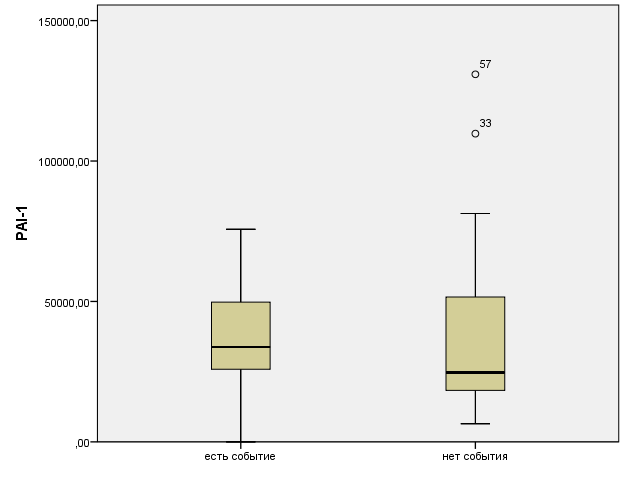 150000,00
57
33
100000,00
PAI-1
50000,00
,00
есть событие
нет события